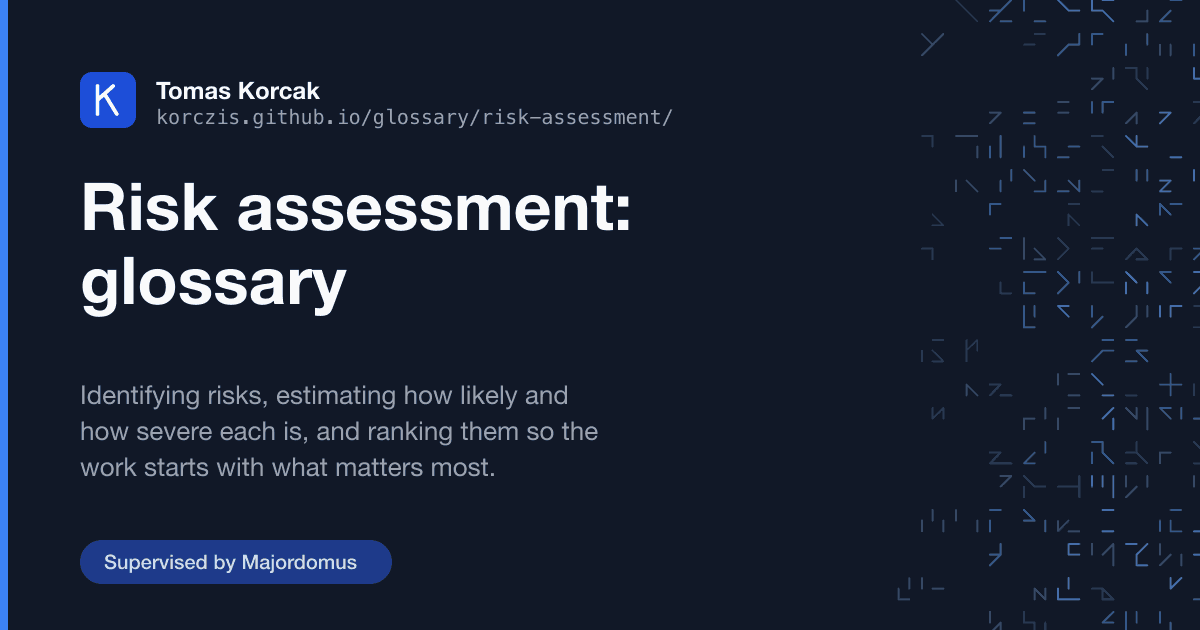 K
Tomas Korcak
korczis.github.io/glossary/risk-assessment/
Risk assessment:
glossary
Identifying risks, estimating how likely and
how severe each is, and ranking them so the
work starts with what matters most.
Supervised by Majordomus